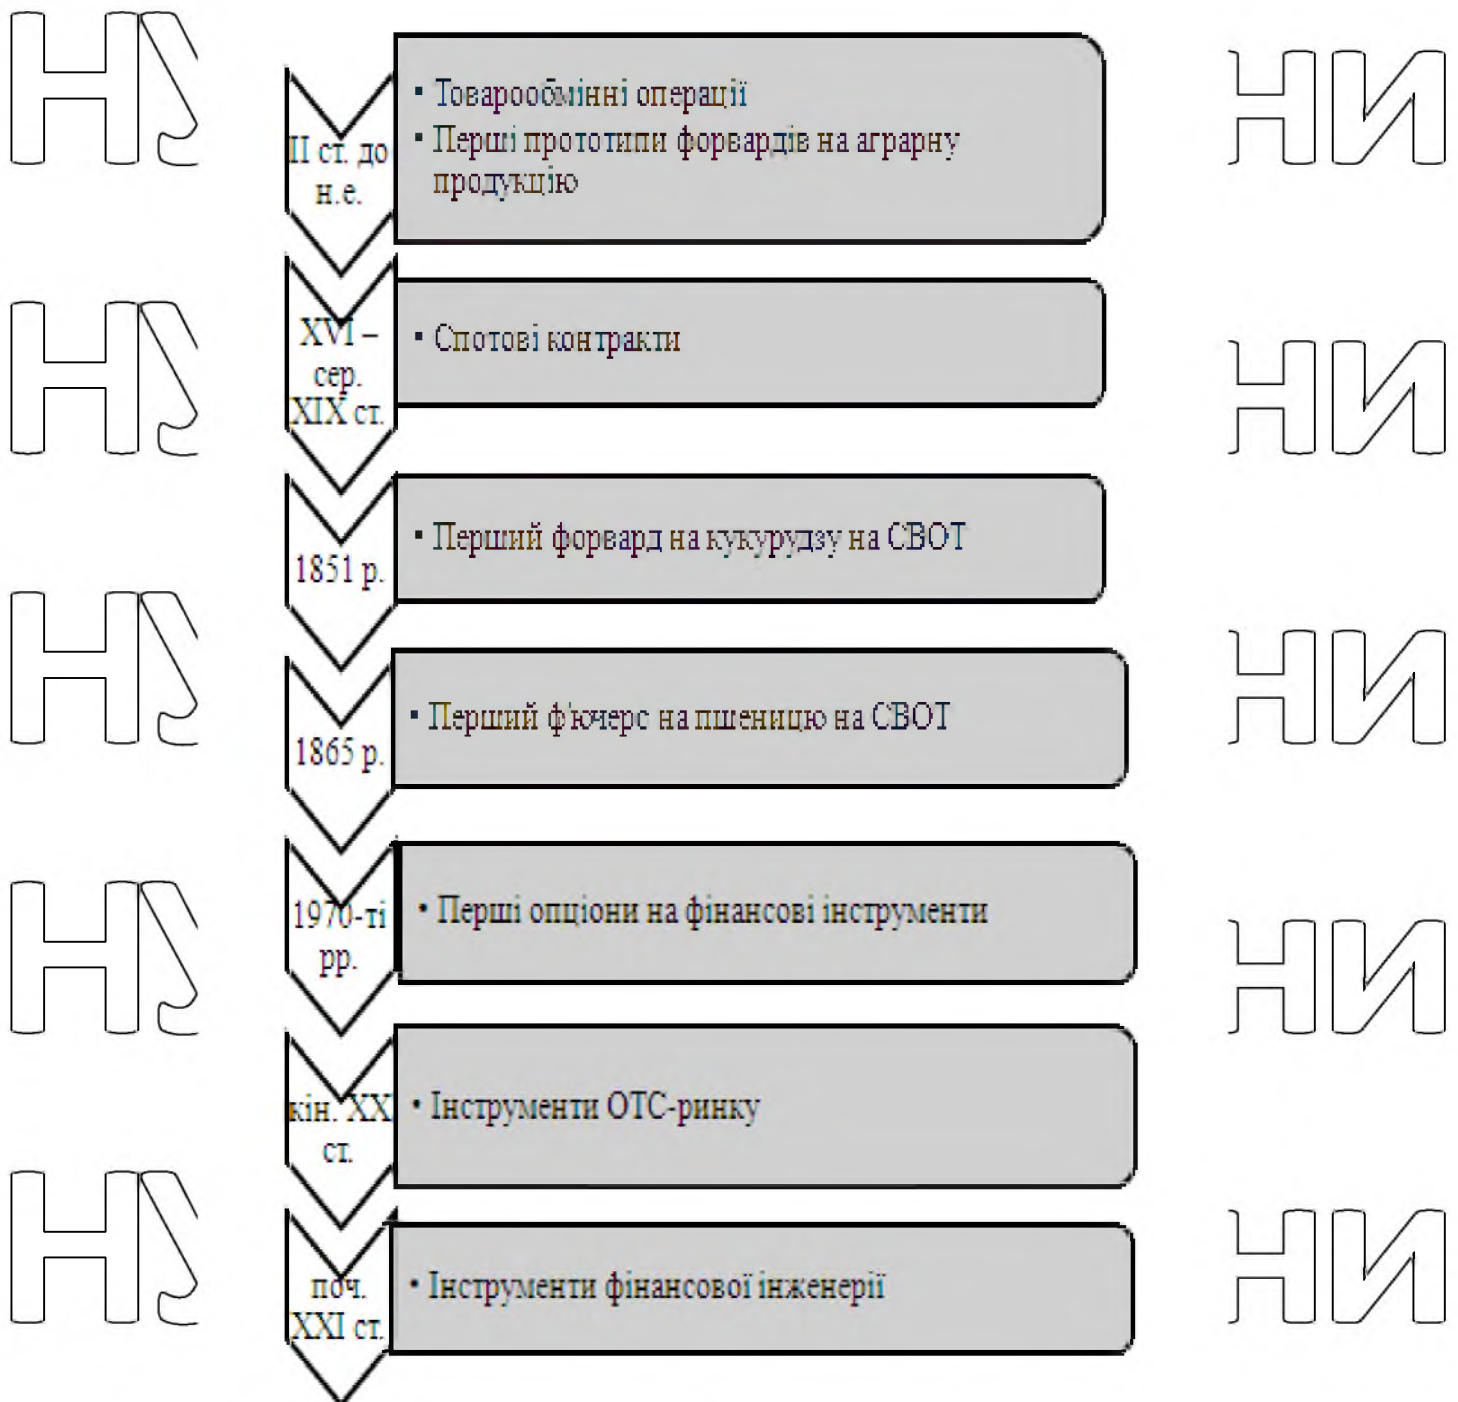 НУ
НИ
II ст. до
н.е.
• Товарообмінні операції
• Перші прототипи форвардів на аграрну
продукцію
НУ
НИ
XVI –
сер.
XIX ст.
• Спотові контракти
1851 р.
• Перший форвард на кукурудзу на СВОТ
НУ
НИ
1865 р.
• Перший ф'ючерс на пшеницю на СВОТ
НУ
НИ
1970-ті
рр.
• Перші опціони на фінансові інструменти
кін. XX
ст.
• Інструменти ОТС-ринку
НУ
НИ
поч.
XXI ст.
• Інструменти фінансової інженерії